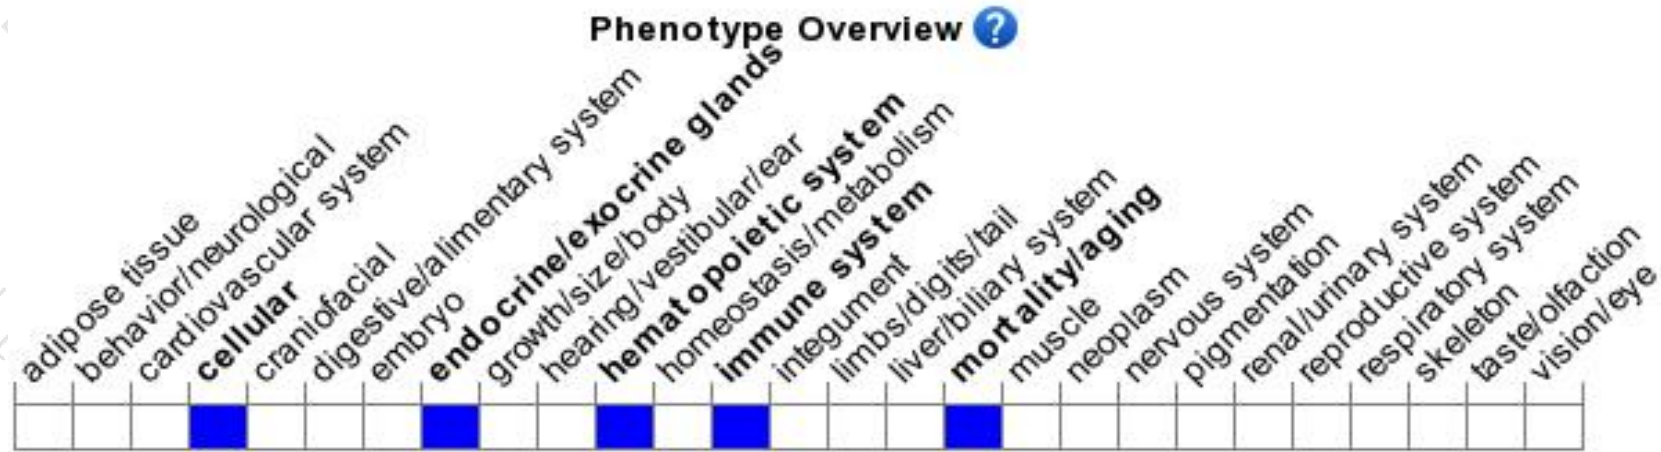 Phenotype Overview ?
adipose tissue
behavior/neurological
cardiovascular system
cellular
craniofacial
digestive/alimentary system
embryo
endocrine/exocrine glands
growth/size/body
hearing/vestibular/ear
hematopoietic system
homeostasis/metabolism
immune system
integument
limbs/digits/tail
liver/biliary system
mortality/aging
muscle
neoplasm
nervous system
pigmentation
renal/urinary system
reproductive system
respiratory system
skeleton
taste/olfaction
vision/eye